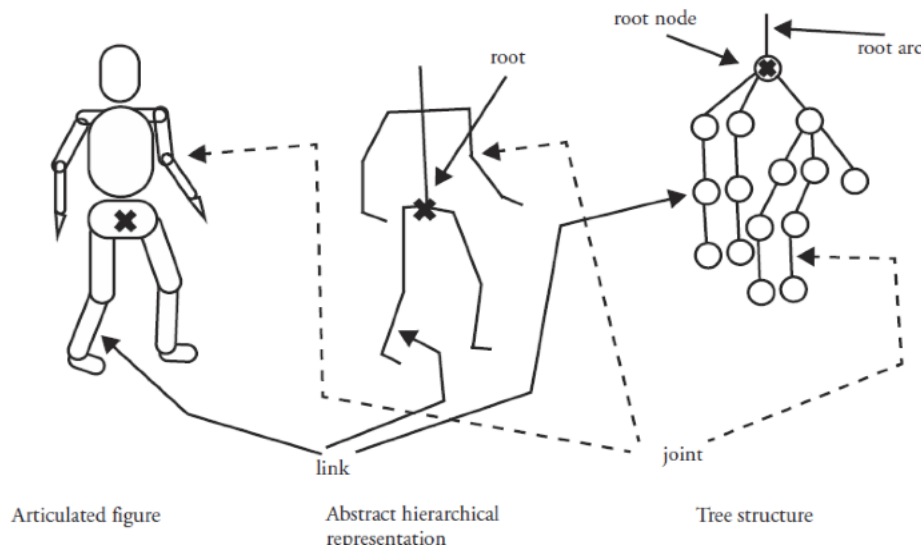 root node
root arc
root
link
joint
Articulated figure
Abstract hierarchical
representation
Tree structure